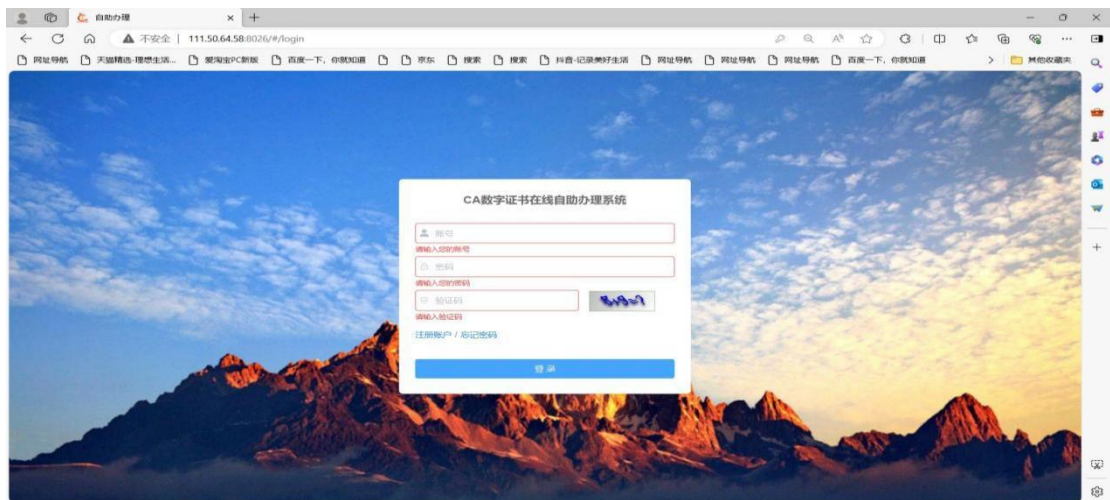 自助办理
不安全 | 111.50.64.58:8026/#/login
网址导航 天猫精选-理想生活... 爱淘宝PC新版 百度一下，你就知道 京东 搜索 搜索 抖音-记录美好生活 网址导航 网址导航 网址导航 百度一下，你就知道 其他收藏夹
CA数字证书在线自助办理系统
账号
请输入您的账号
密码
请输入您的密码
验证码
请输入验证码
注册账户 / 忘记密码
登录